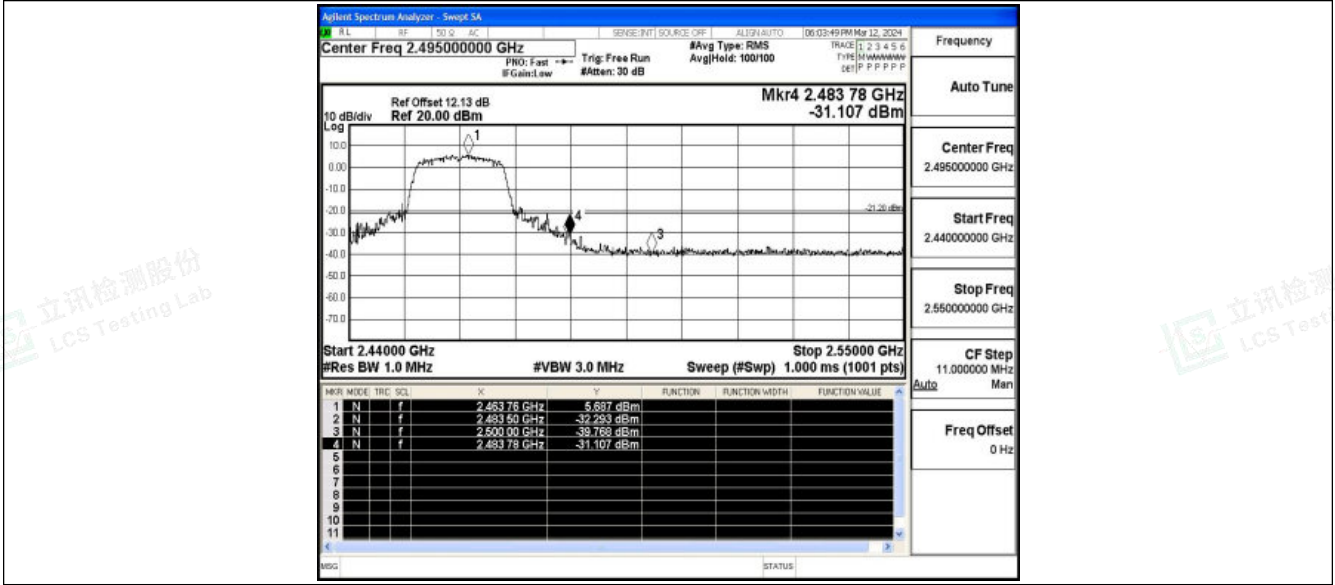 Agilent Spectrum Analyzer - Swept SA
RL RF 50 Ω AC SENSE:INT SOURCE OFF ALIGNAUTO 06:03:49 PM Mar 12, 2024
Center Freq 2.495000000 GHz
PNO: Fast
IFGain:Low
Trig: Free Run
#Atten: 30 dB
#Avg Type: RMS
Avg|Hold: 100/100
TRACE 1 2 3 4 5 6
TYPE M WWWWW
DET P P P P P P
Ref Offset 12.13 dB
10 dB/div Ref 20.00 dBm
Log
Mkr4 2.483 78 GHz
-31.107 dBm
10.0
0.00
-10.0
-20.0
-30.0
-40.0
-50.0
-60.0
-70.0
1
4
3
-21.20 dBm
Start 2.44000 GHz Stop 2.55000 GHz
#Res BW 1.0 MHz #VBW 3.0 MHz Sweep (#Swp) 1.000 ms (1001 pts)
MKR MODE TRC SCL X Y FUNCTION FUNCTION WIDTH FUNCTION VALUE
1 N f 2.463 76 GHz 5.687 dBm
2 N f 2.483 50 GHz -32.293 dBm
3 N f 2.500 00 GHz -39.768 dBm
4 N f 2.483 78 GHz -31.107 dBm
5
6
7
8
9
10
11
MSG STATUS
Frequency
Auto Tune
Center Freq
2.495000000 GHz
Start Freq
2.440000000 GHz
Stop Freq
2.550000000 GHz
CF Step
11.000000 MHz
Auto Man
Freq Offset
0 Hz
立讯检测股份
LCS Testing Lab
立讯检测
LCS Test